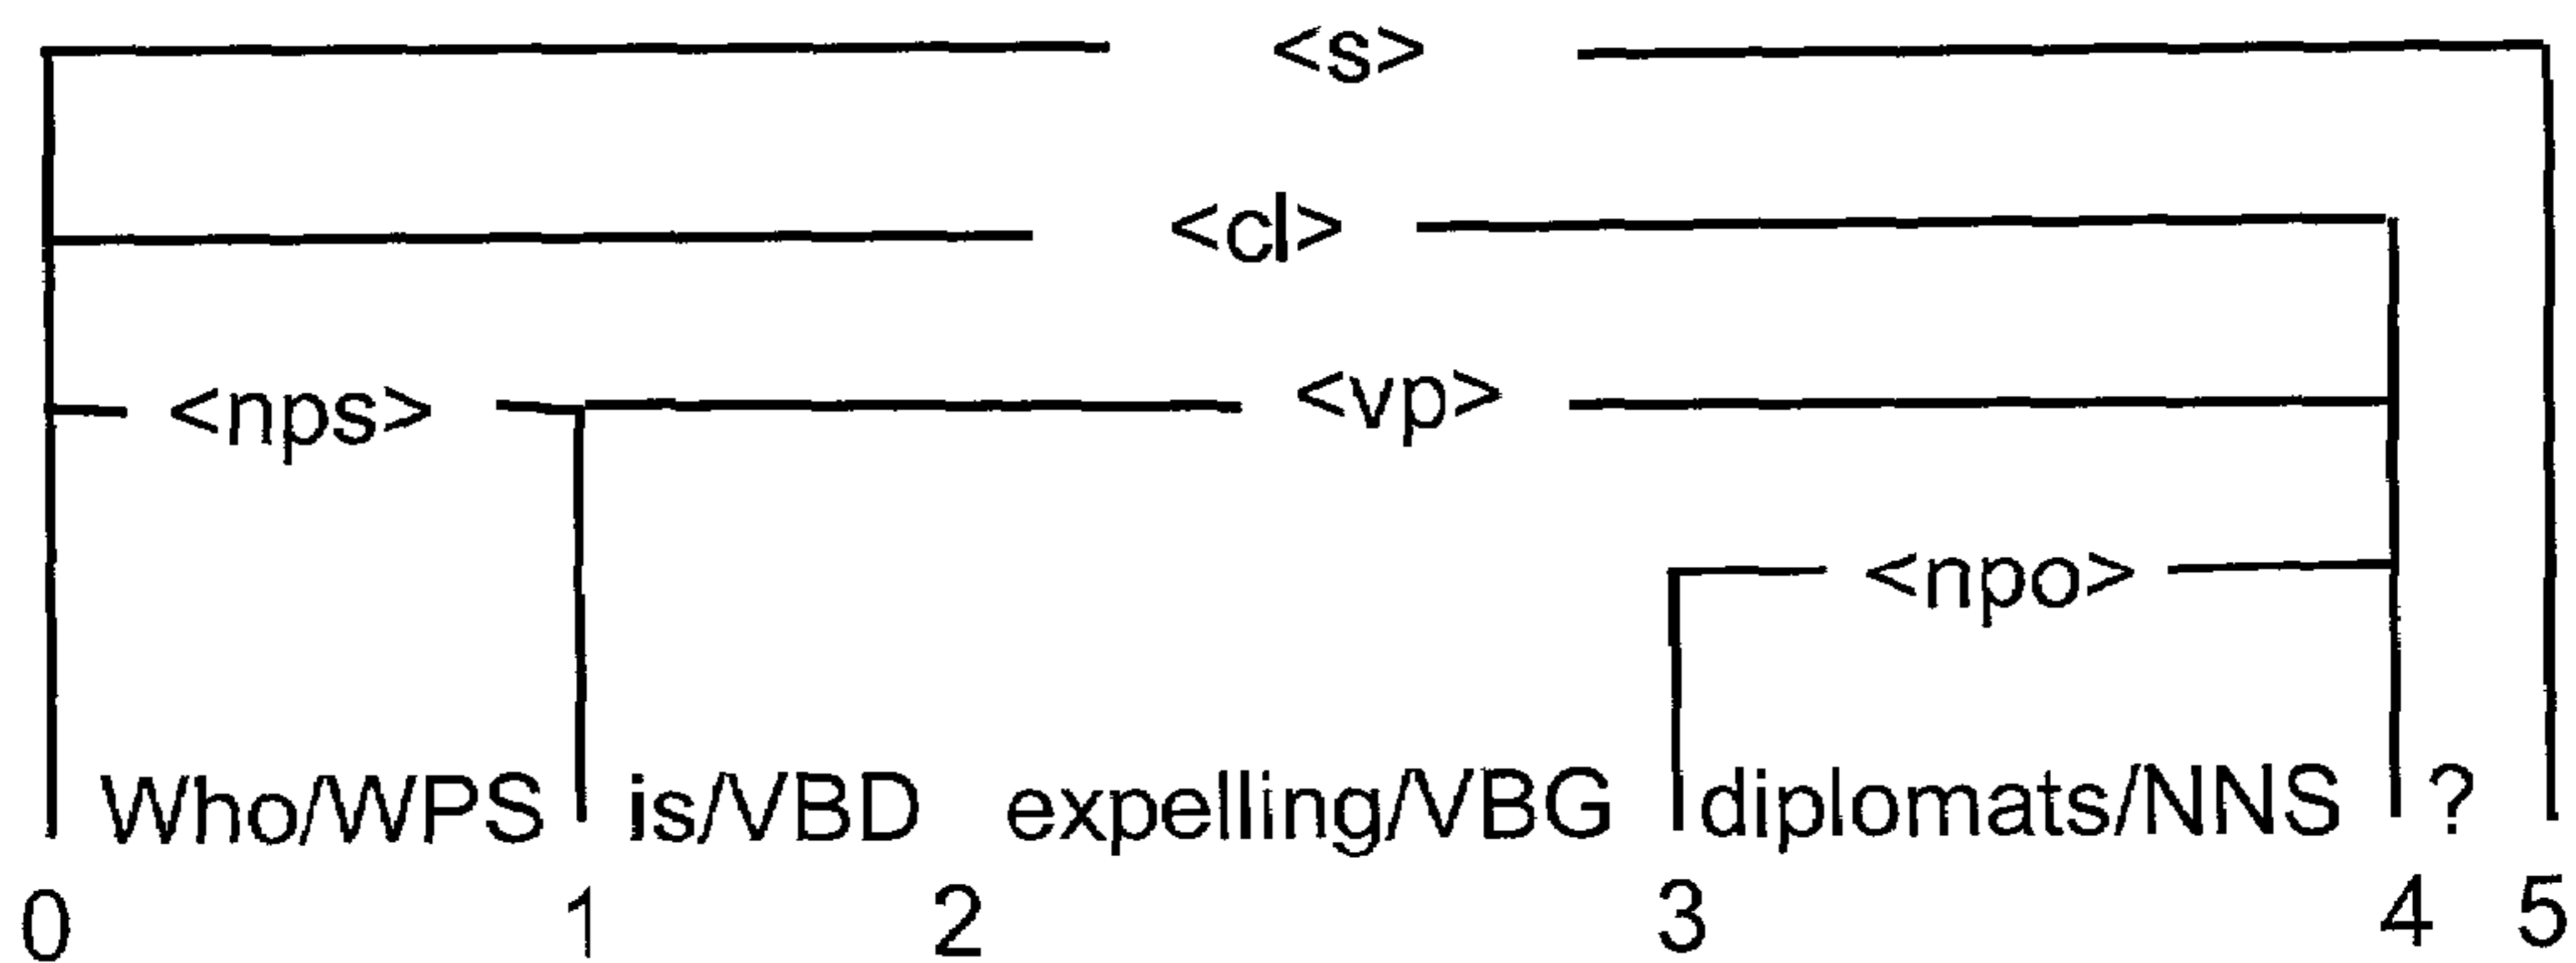 <s>
<cl>
<nps> <vp>
<npo>
Who/WPS is/VBD expelling/VBG diplomats/NNS ?
0 1 2 3 4 5